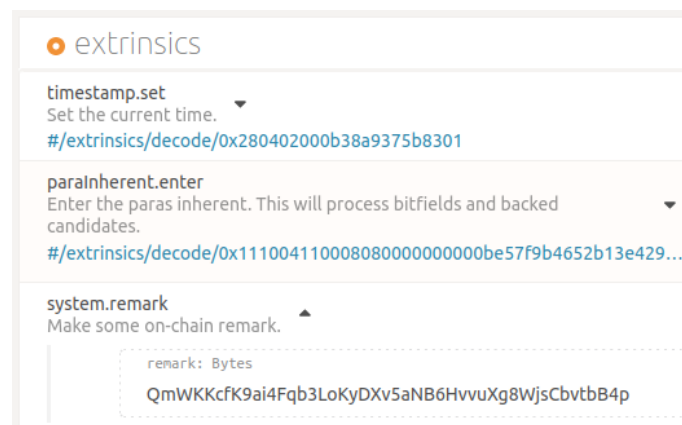 extrinsics
timestamp.set
Set the current time.
#/extrinsics/decode/0x280402000b38a9375b8301
paraInherent.enter
Enter the paras inherent. This will process bitfields and backed
candidates.
#/extrinsics/decode/0x111004110008080000000000be57f9b4652b13e429...
system.remark
Make some on-chain remark.
remark: Bytes
QmWKKcfK9ai4Fqb3LoKyDXv5aNB6HvvuXg8WjsCbvtbB4p